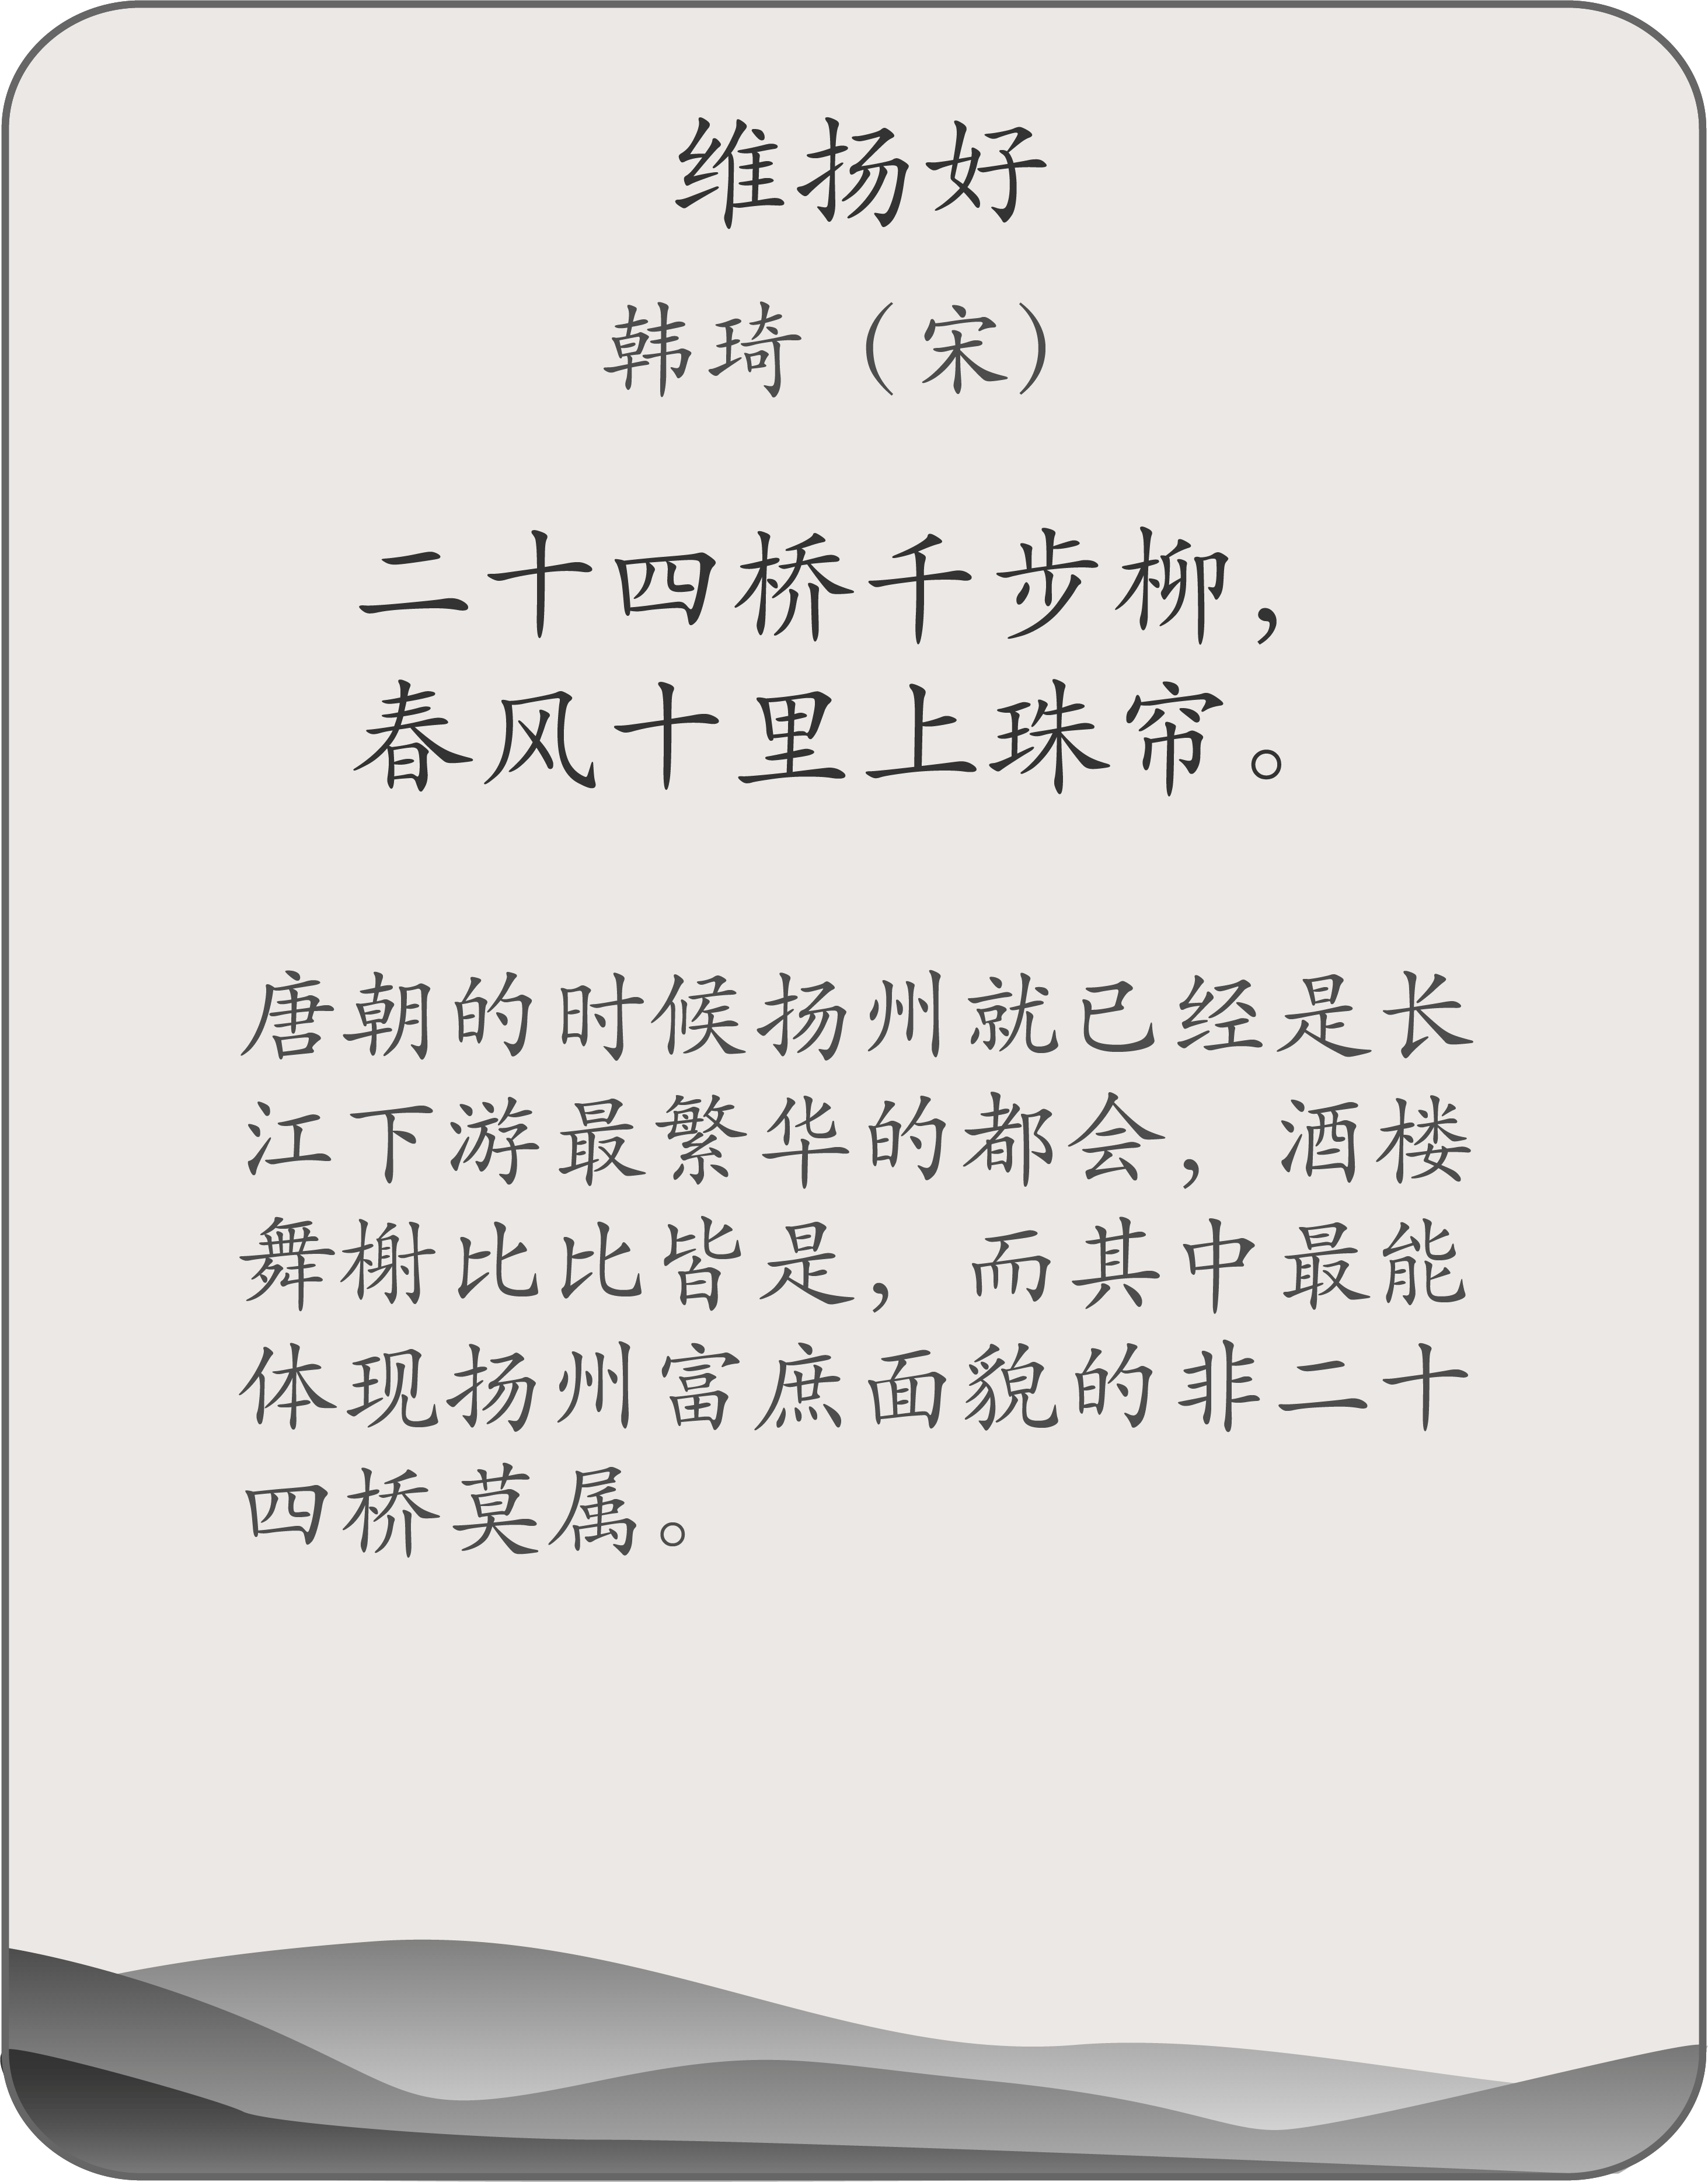 维扬好
韩琦（宋）
二十四桥千步柳，
春风十里上珠帘。
唐朝的时候扬州就已经是长
江下游最繁华的都会，酒楼
舞榭比比皆是，而其中最能
体现扬州富庶面貌的非二十
四桥莫属。